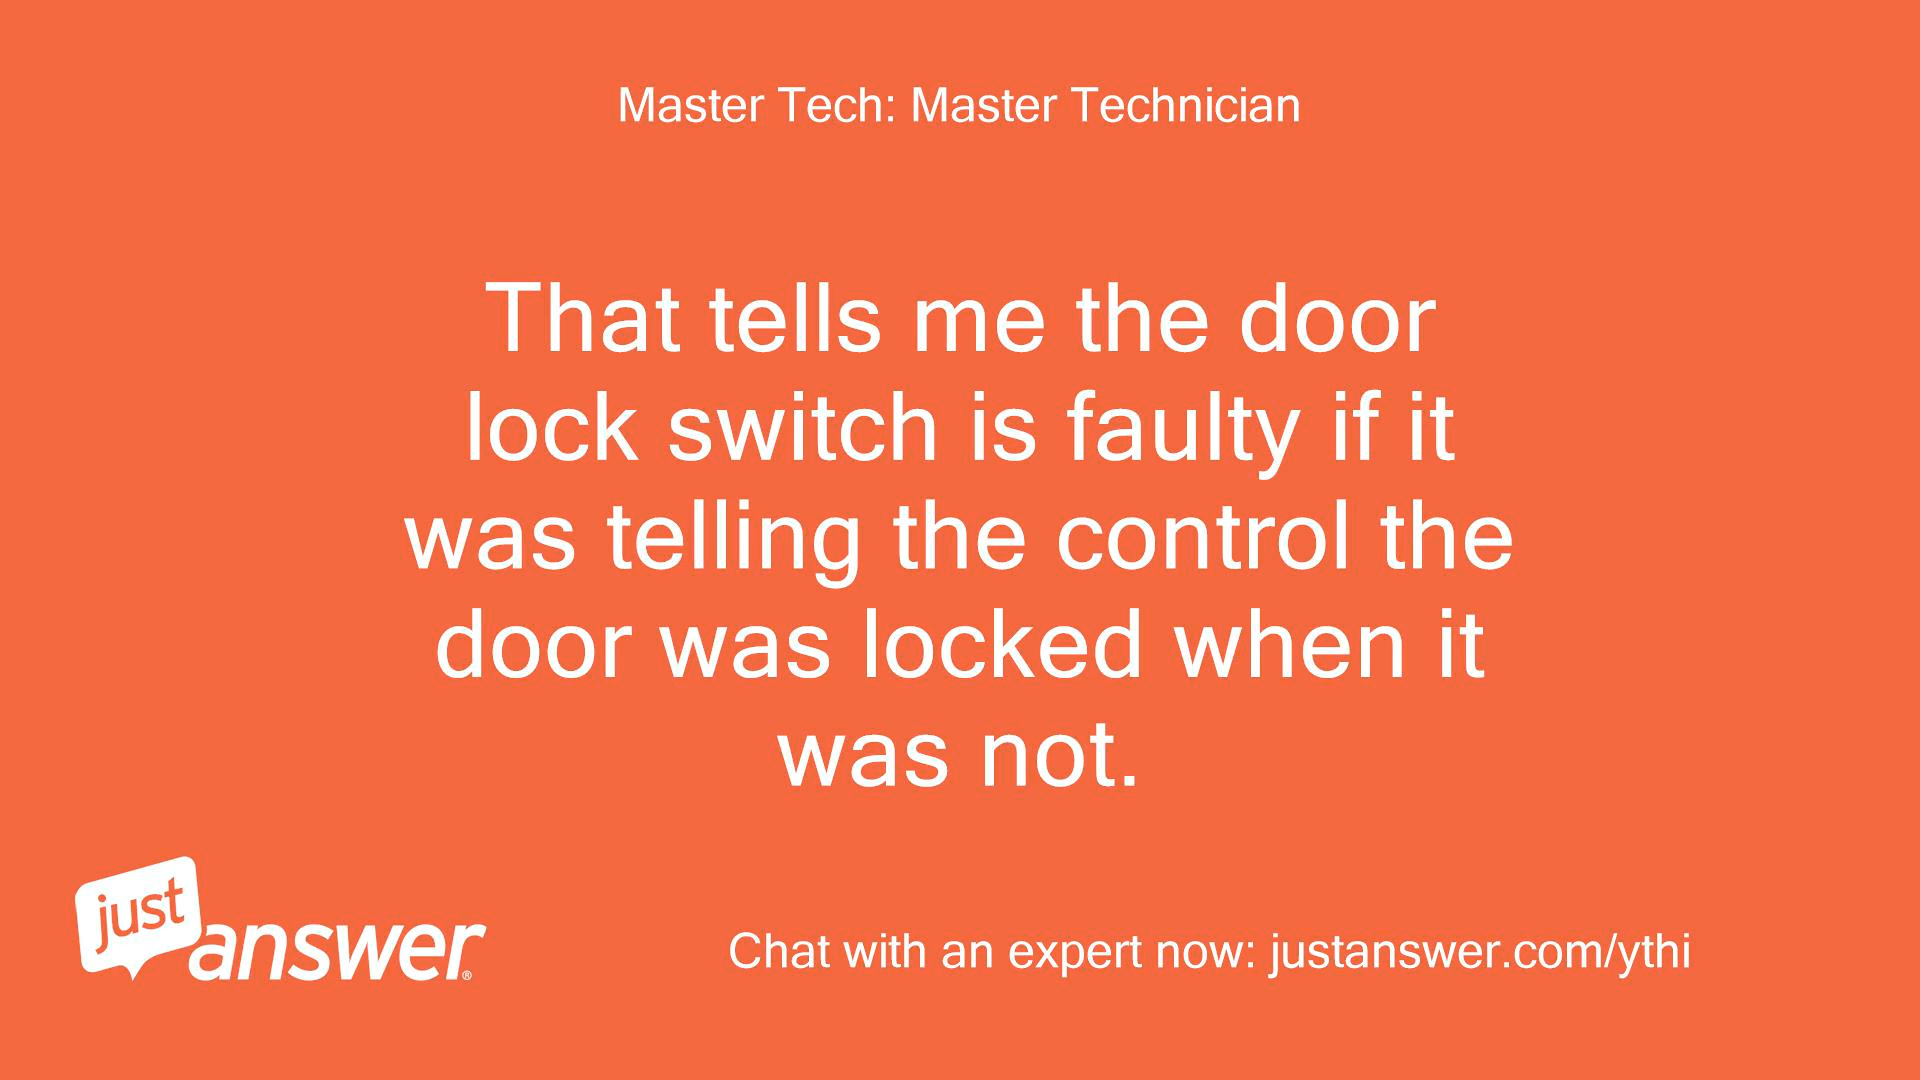 Master Tech: Master Technician
That tells me the door
lock switch is faulty if it
was telling the control the
door was locked when it
was not.
just
answer®
Chat with an expert now: justanswer.com/ythi